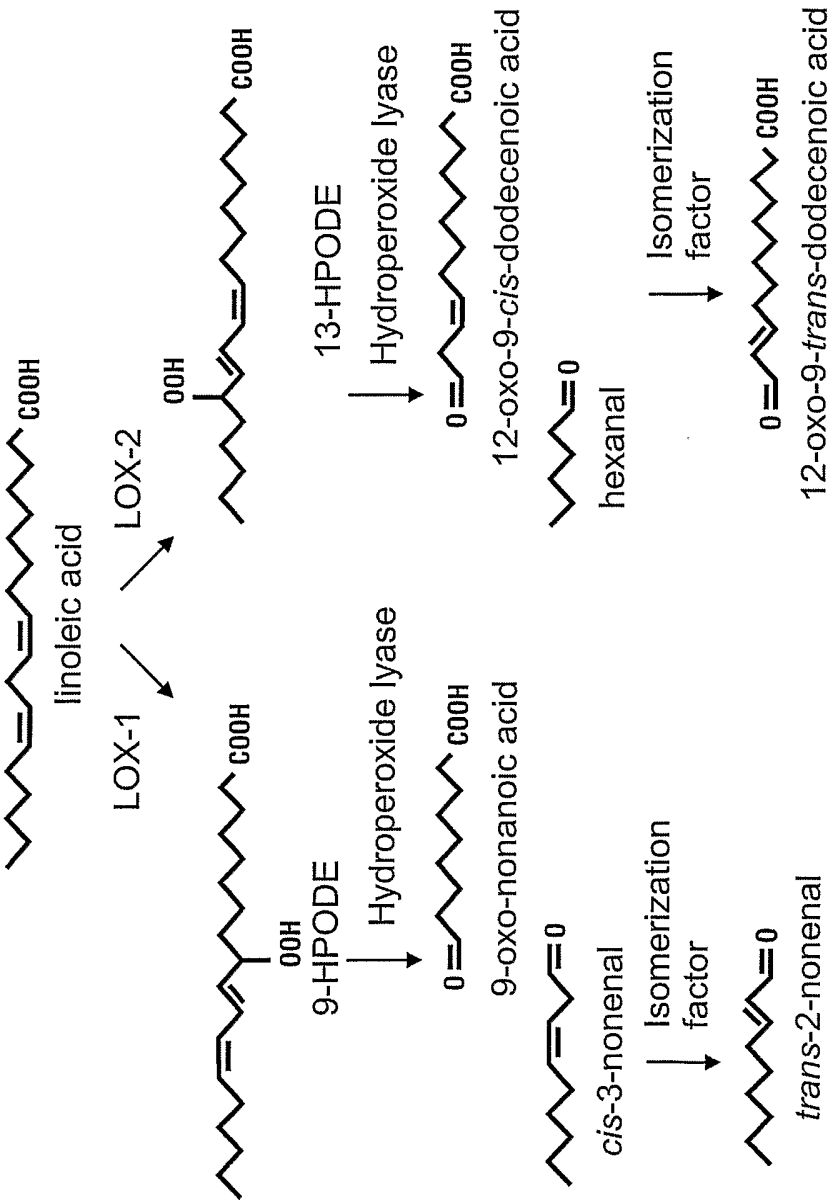 COOH
linoleic acid
LOX-1
LOX-2
COOH
OOH
9-HPODE
Hydroperoxide lyase
O
COOH
9-oxo-nonanoic acid
O
cis-3-nonenal
Isomerization
factor
O
trans-2-nonenal
OOH
COOH
13-HPODE
Hydroperoxide lyase
O
COOH
12-oxo-9-cis-dodecenoic acid
O
hexanal
Isomerization
factor
O
COOH
12-oxo-9-trans-dodecenoic acid